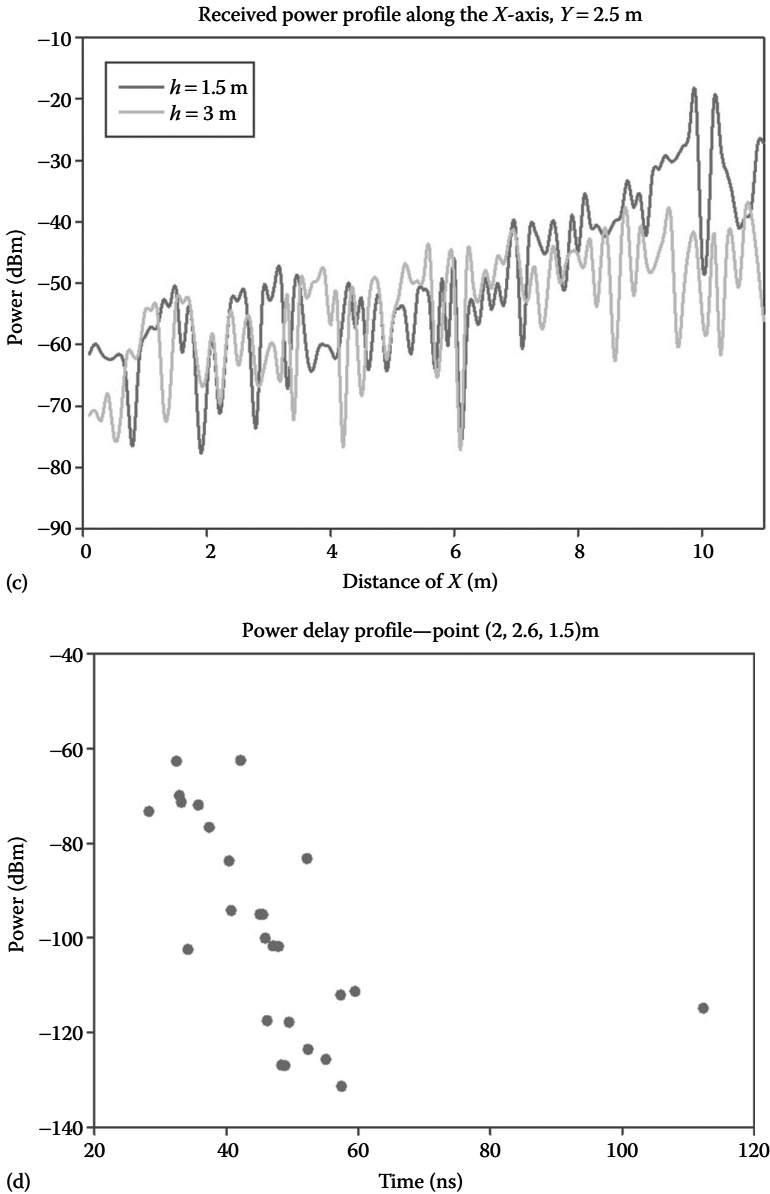 Received power profile along the X-axis, Y = 2.5 m
−10
−20
−30
−40
−50
−60
−70
−80
−90
Power (dBm)
h = 1.5 m
h = 3 m
0 2 4 6 8 10
(c)
Distance of X (m)
Power delay profile—point (2, 2.6, 1.5)m
−40
−60
−80
−100
−120
−140
Power (dBm)
20 40 60 80 100 120
(d)
Time (ns)